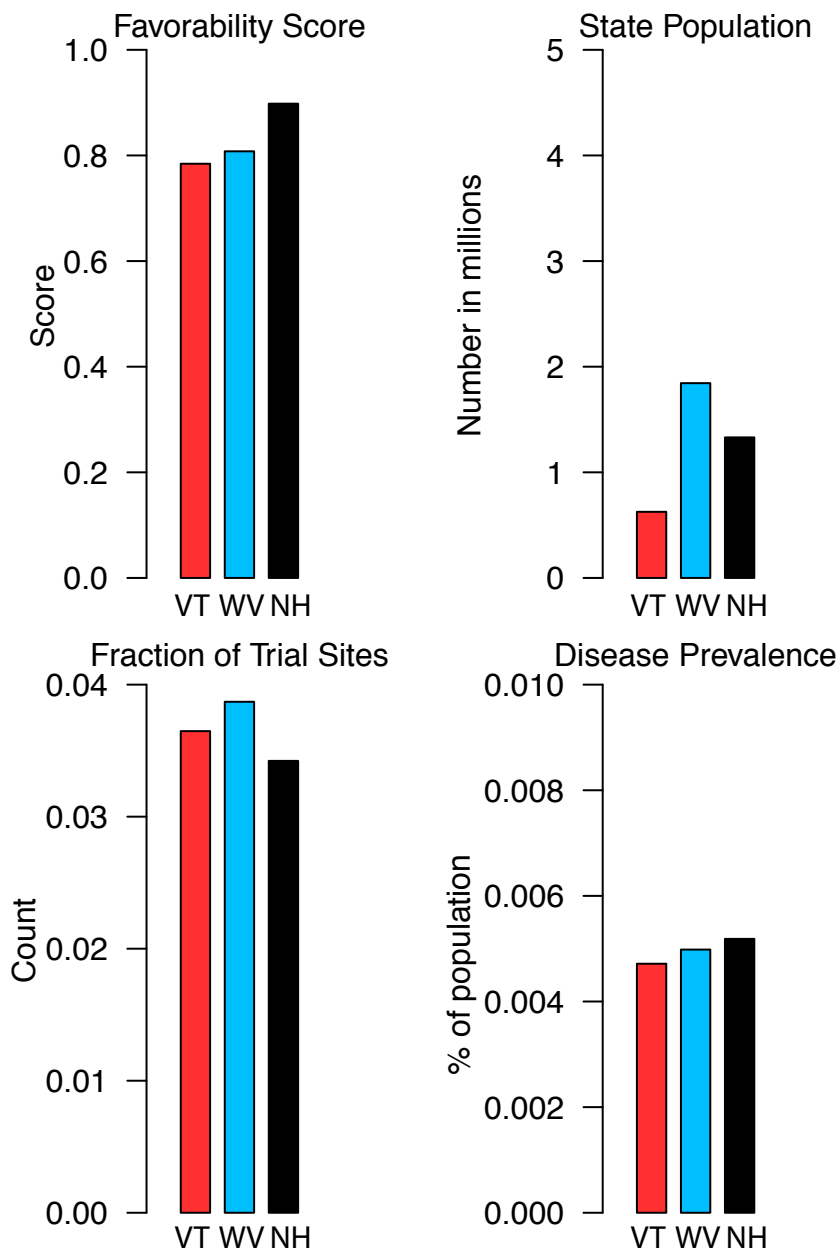 Favorability Score
Score
1.0
0.8
0.6
0.4
0.2
0.0
VT WV NH
State Population
Number in millions
5
4
3
2
1
0
VT WV NH
Fraction of Trial Sites
Count
0.04
0.03
0.02
0.01
0.00
VT WV NH
Disease Prevalence
% of population
0.010
0.008
0.006
0.004
0.002
0.000
VT WV NH